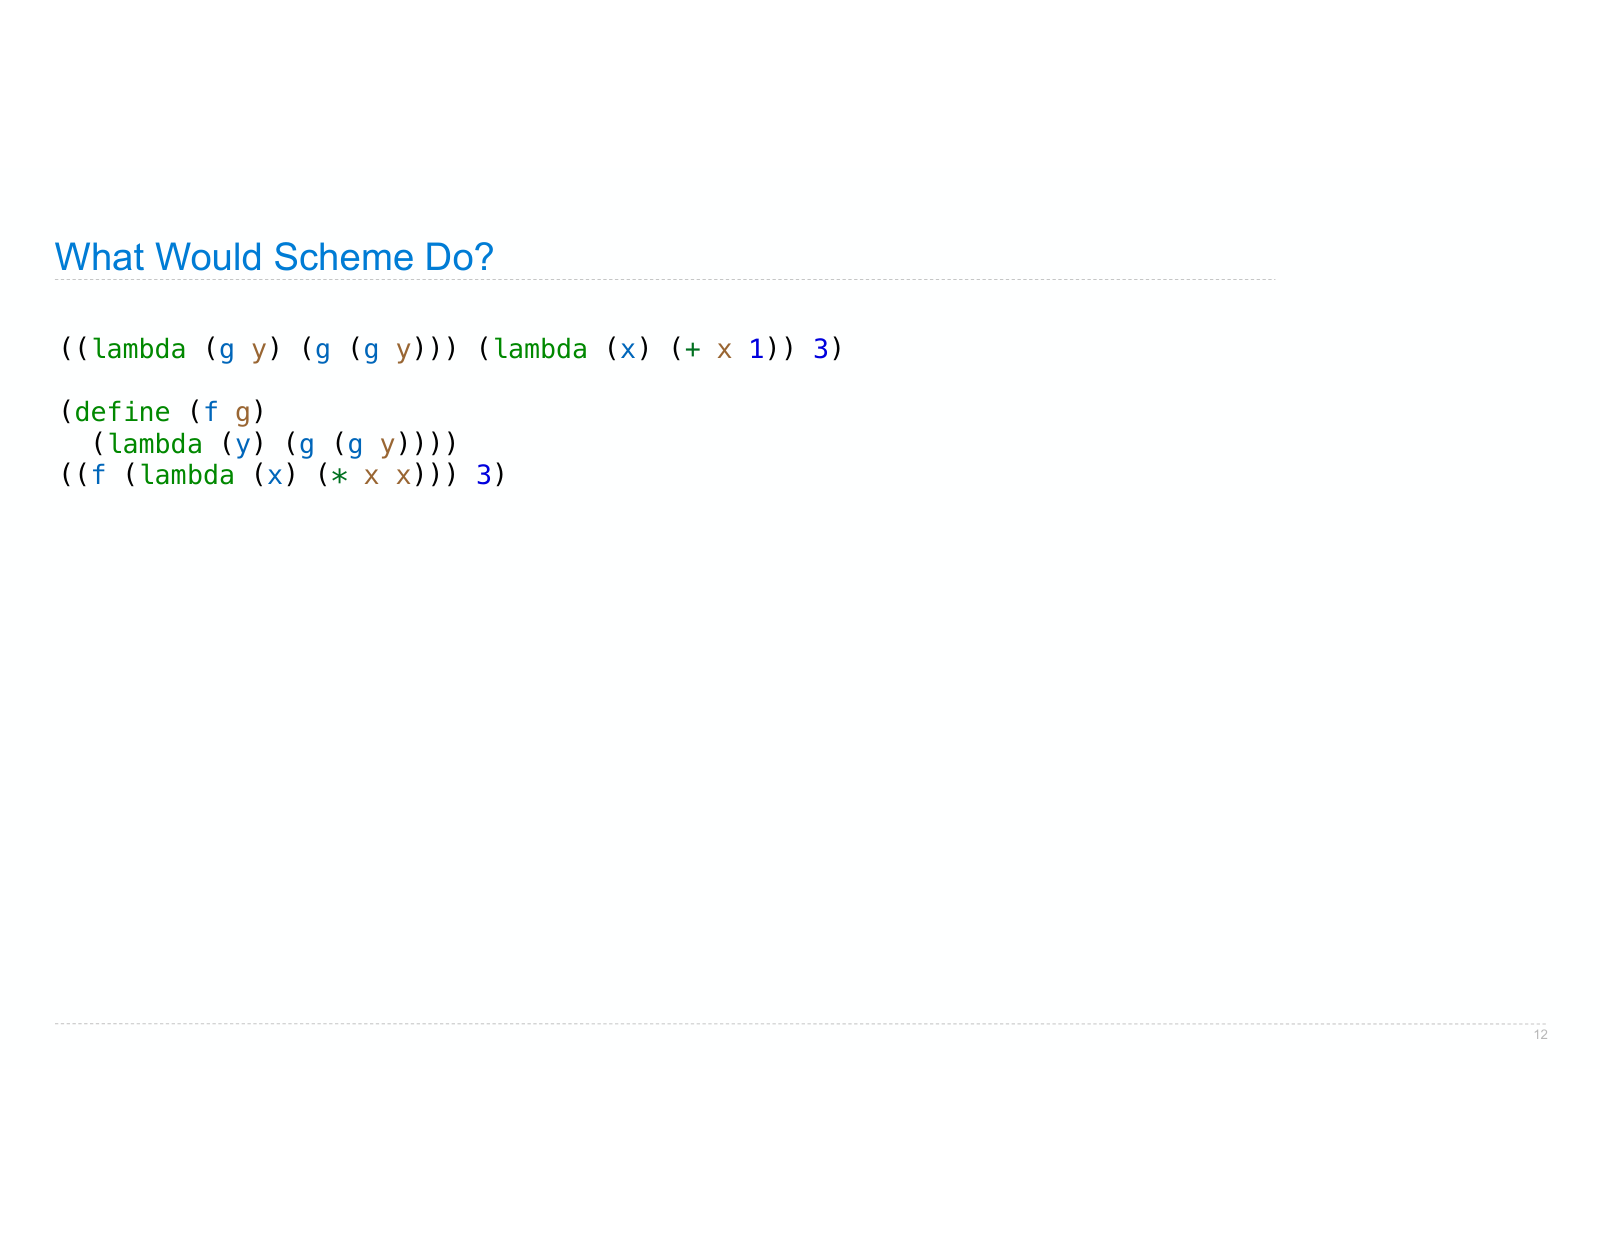 What Would Scheme Do?
((lambda (g y) (g (g y))) (lambda (x) (+ x 1)) 3)
(define (f g)
  (lambda (y) (g (g y))))
((f (lambda (x) (* x x))) 3)
12